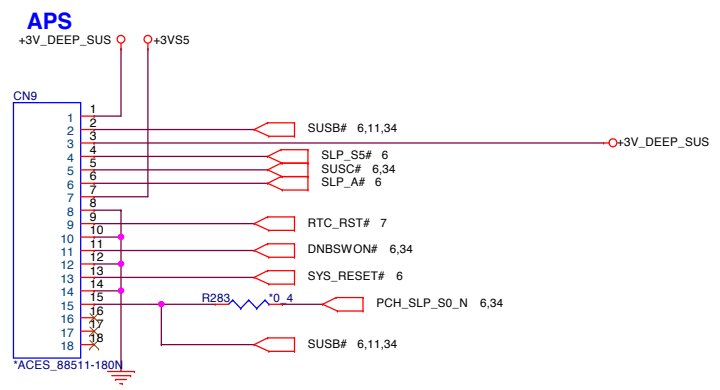 APS
+3V_DEEP_SUS +3VS5
CN9
1 1
2 2 SUSB# 6,11,34
3 3 +3V_DEEP_SUS
4 4 SLP_S5# 6
5 5 SUSC# 6,34
6 6 SLP_A# 6
7 7
8 8
9 9 RTC_RST# 7
10 10
11 11 DNBSWON# 6,34
12 12
13 13 SYS_RESET# 6
14 14
15 15 R283 *0_4 PCH_SLP_S0_N 6,34
16 16
17 17
18 18 SUSB# 6,11,34
*ACES_88511-180N